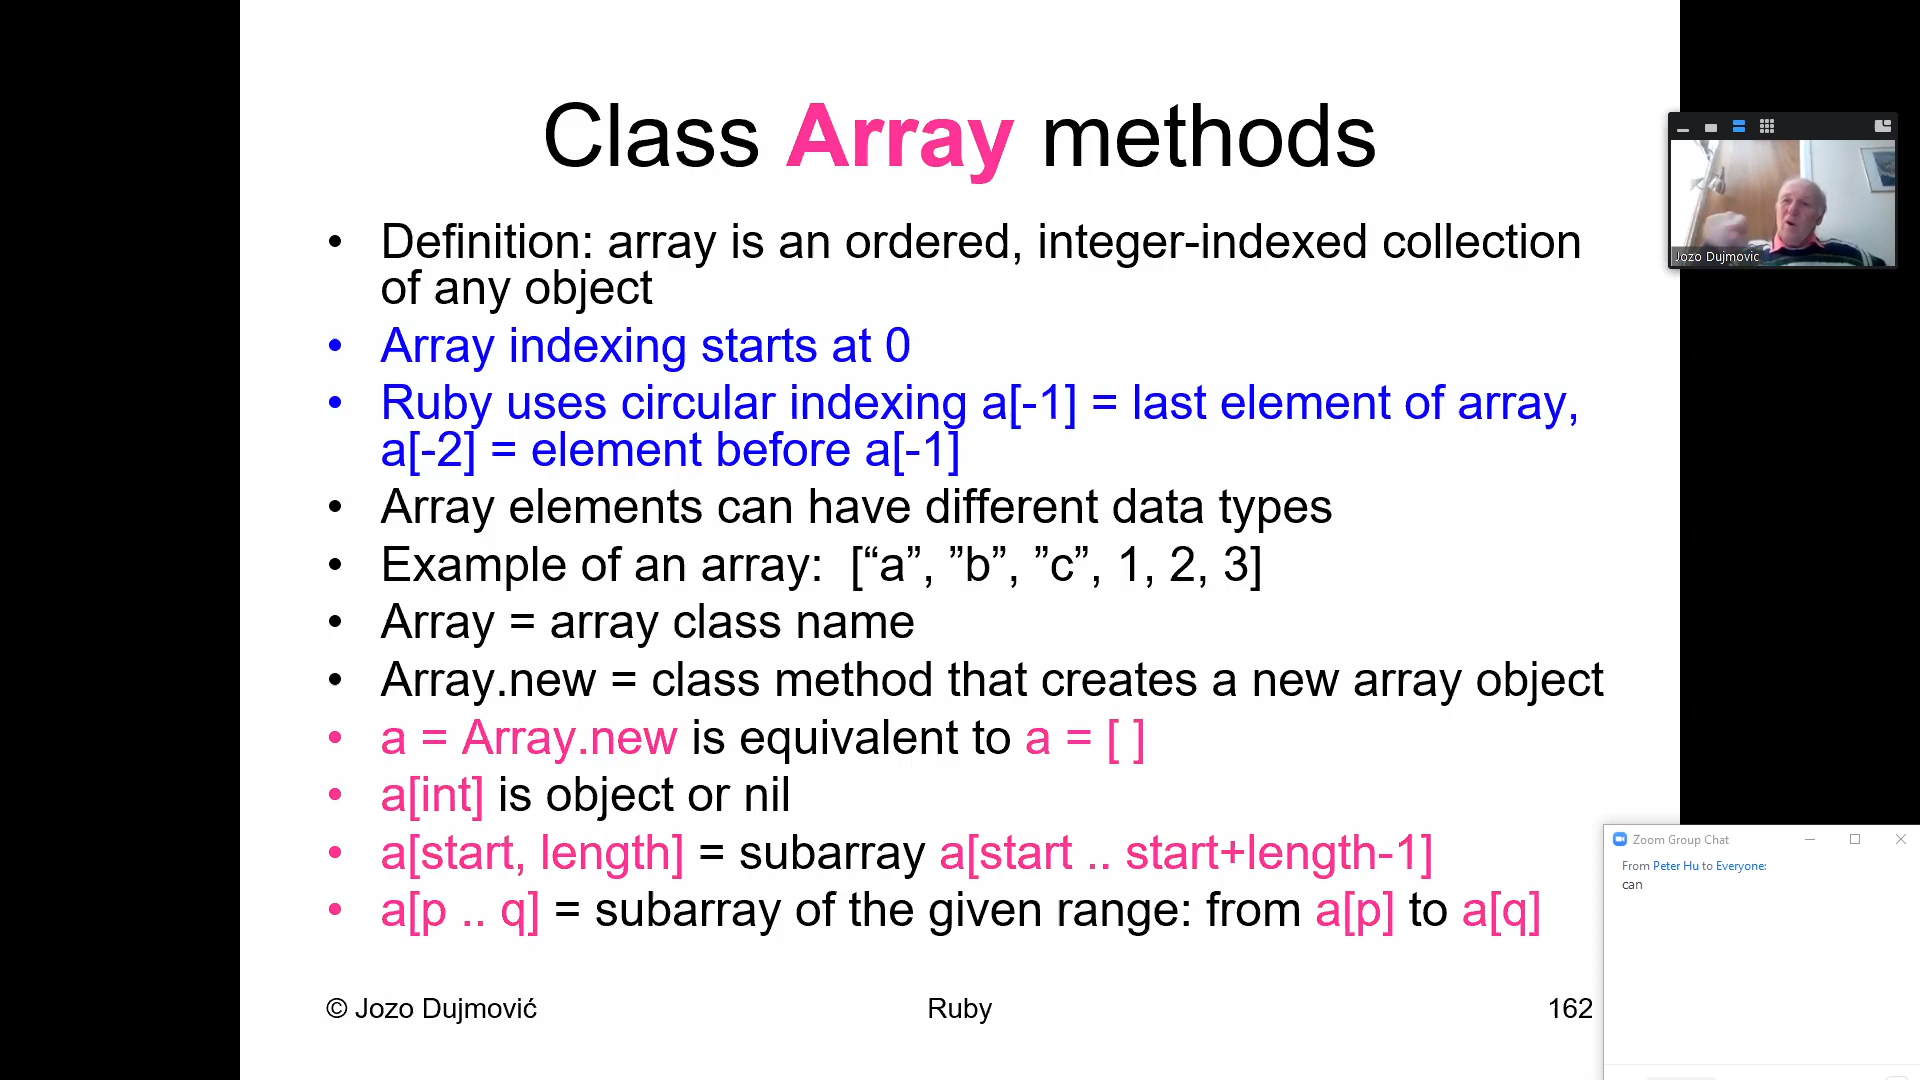 Class Array methods
• Definition: array is an ordered, integer-indexed collection
of any object
• Array indexing starts at 0
• Ruby uses circular indexing a[-1] = last element of array,
a[-2] = element before a[-1]
• Array elements can have different data types
• Example of an array: [“a”, ”b”, ”c”, 1, 2, 3]
• Array = array class name
• Array.new = class method that creates a new array object
• a = Array.new is equivalent to a = [ ]
• a[int] is object or nil
• a[start, length] = subarray a[start .. start+length-1]
• a[p .. q] = subarray of the given range: from a[p] to a[q]
© Jozo Dujmović
Ruby
162
Jozo Dujmovic
Zoom Group Chat
From Peter Hu to Everyone:
can